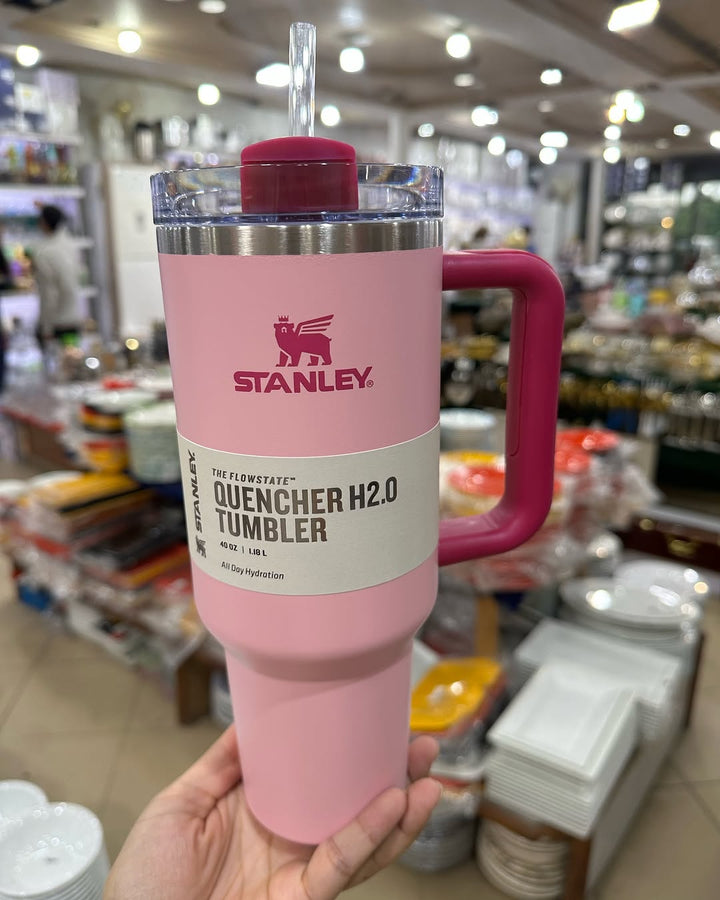 STANLEY®
STANLEY.
THE FLOWSTATE™
QUENCHER H2.0
TUMBLER
40 OZ | 1.18 L
All Day Hydration